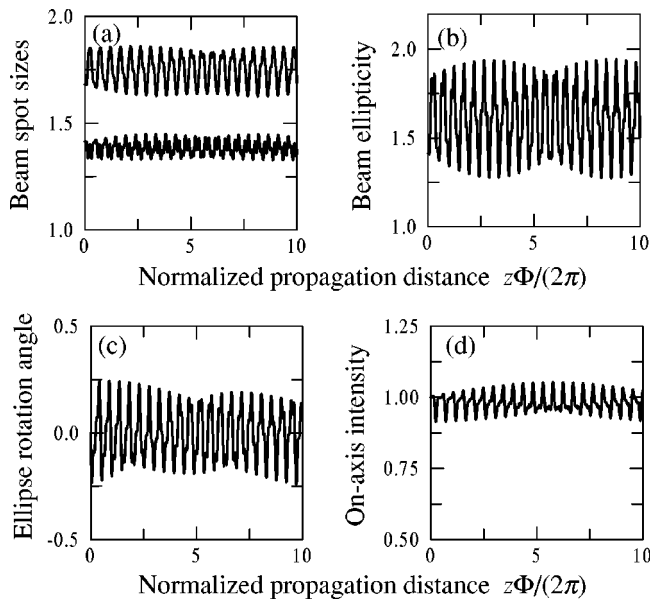 (a)
Beam spot sizes
2.0
1.5
1.0
0
5
10
(b)
Beam ellipticity
2.0
1.5
1.0
0
5
10
Normalized propagation distance zΦ/(2π)
(c)
Ellipse rotation angle
0.5
0.0
-0.5
0
5
10
(d)
On-axis intensity
1.25
1.00
0.75
0.50
0
5
10
Normalized propagation distance zΦ/(2π)